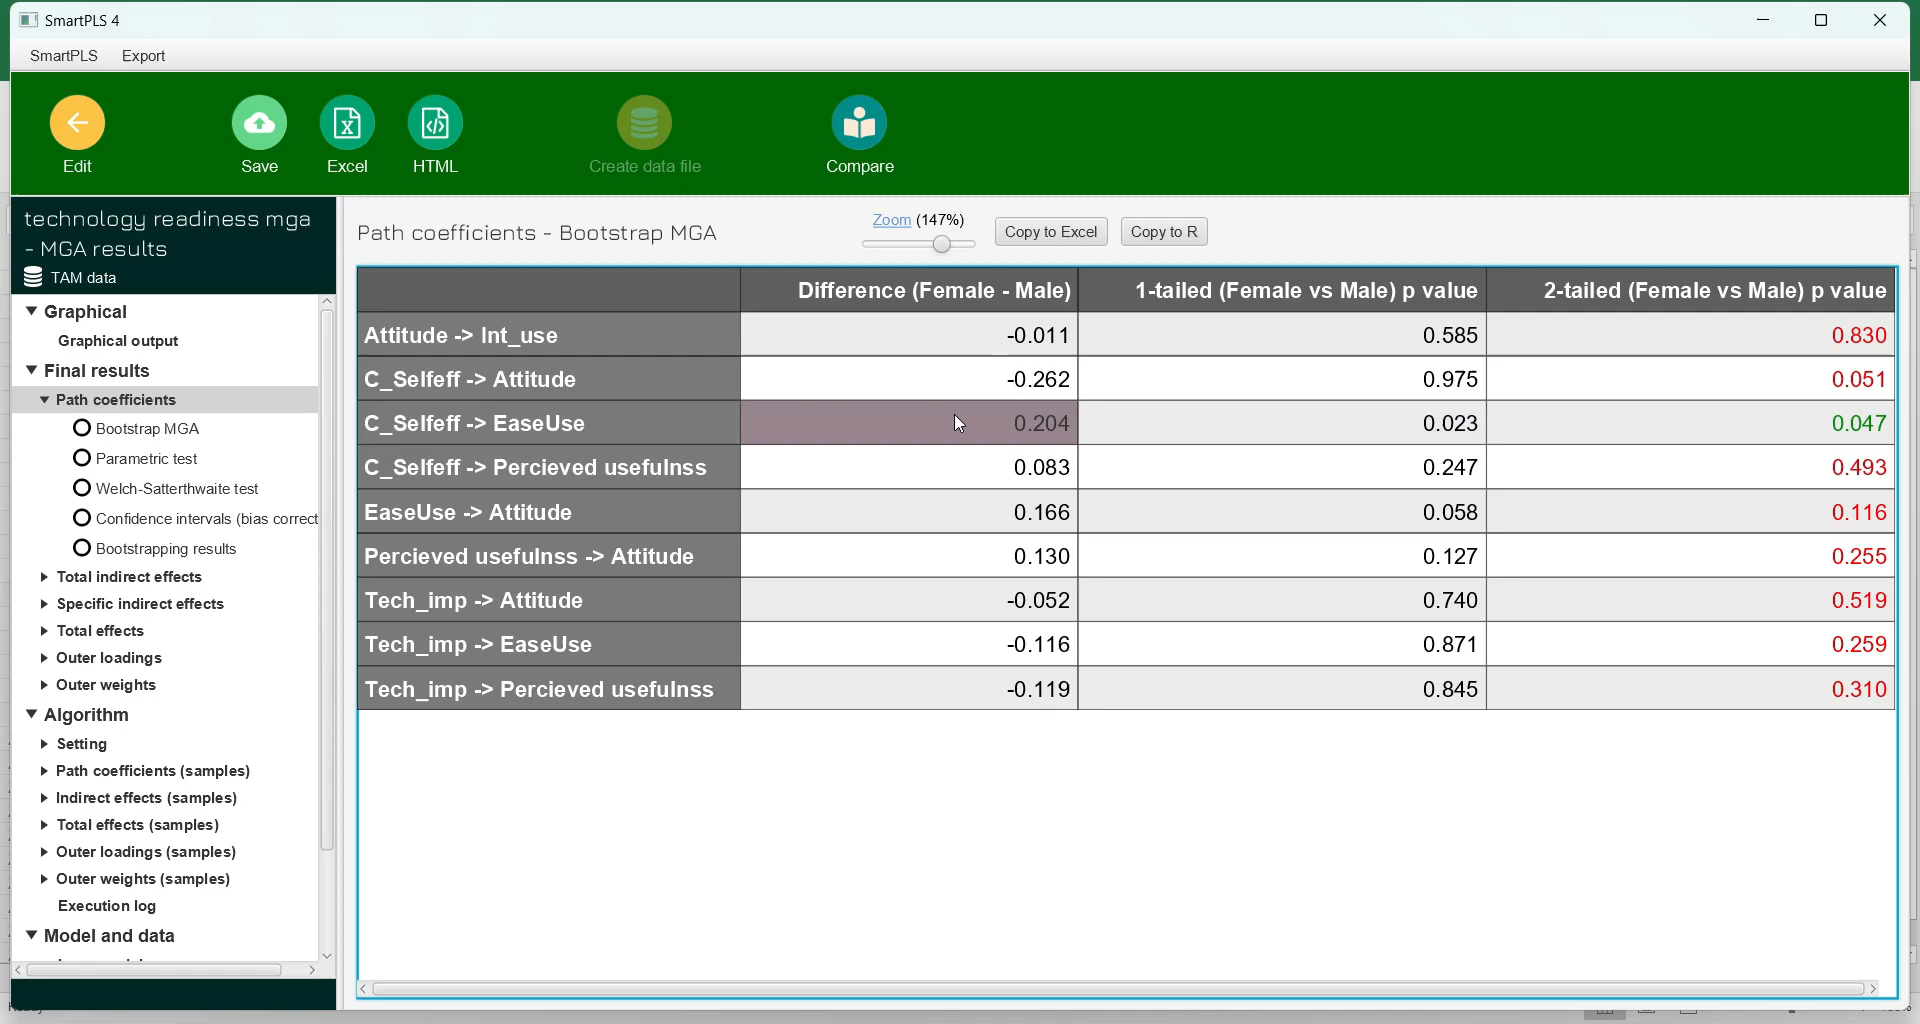 SmartPLS 4
SmartPLS Export
Edit Save Excel HTML Create data file Compare
technology readiness mga
- MGA results
TAM data
Graphical
Graphical output
Final results
Path coefficients
Bootstrap MGA
Parametric test
Welch-Satterthwaite test
Confidence intervals (bias correct
Bootstrapping results
Total indirect effects
Specific indirect effects
Total effects
Outer loadings
Outer weights
Algorithm
Setting
Path coefficients (samples)
Indirect effects (samples)
Total effects (samples)
Outer loadings (samples)
Outer weights (samples)
Execution log
Model and data
Path coefficients - Bootstrap MGA Zoom (147%) Copy to Excel Copy to R
Difference (Female - Male) 1-tailed (Female vs Male) p value 2-tailed (Female vs Male) p value
Attitude -> Int_use -0.011 0.585 0.830
C_Selfeff -> Attitude -0.262 0.975 0.051
C_Selfeff -> EaseUse 0.204 0.023 0.047
C_Selfeff -> Percieved usefulnss 0.083 0.247 0.493
EaseUse -> Attitude 0.166 0.058 0.116
Percieved usefulnss -> Attitude 0.130 0.127 0.255
Tech_imp -> Attitude -0.052 0.740 0.519
Tech_imp -> EaseUse -0.116 0.871 0.259
Tech_imp -> Percieved usefulnss -0.119 0.845 0.310